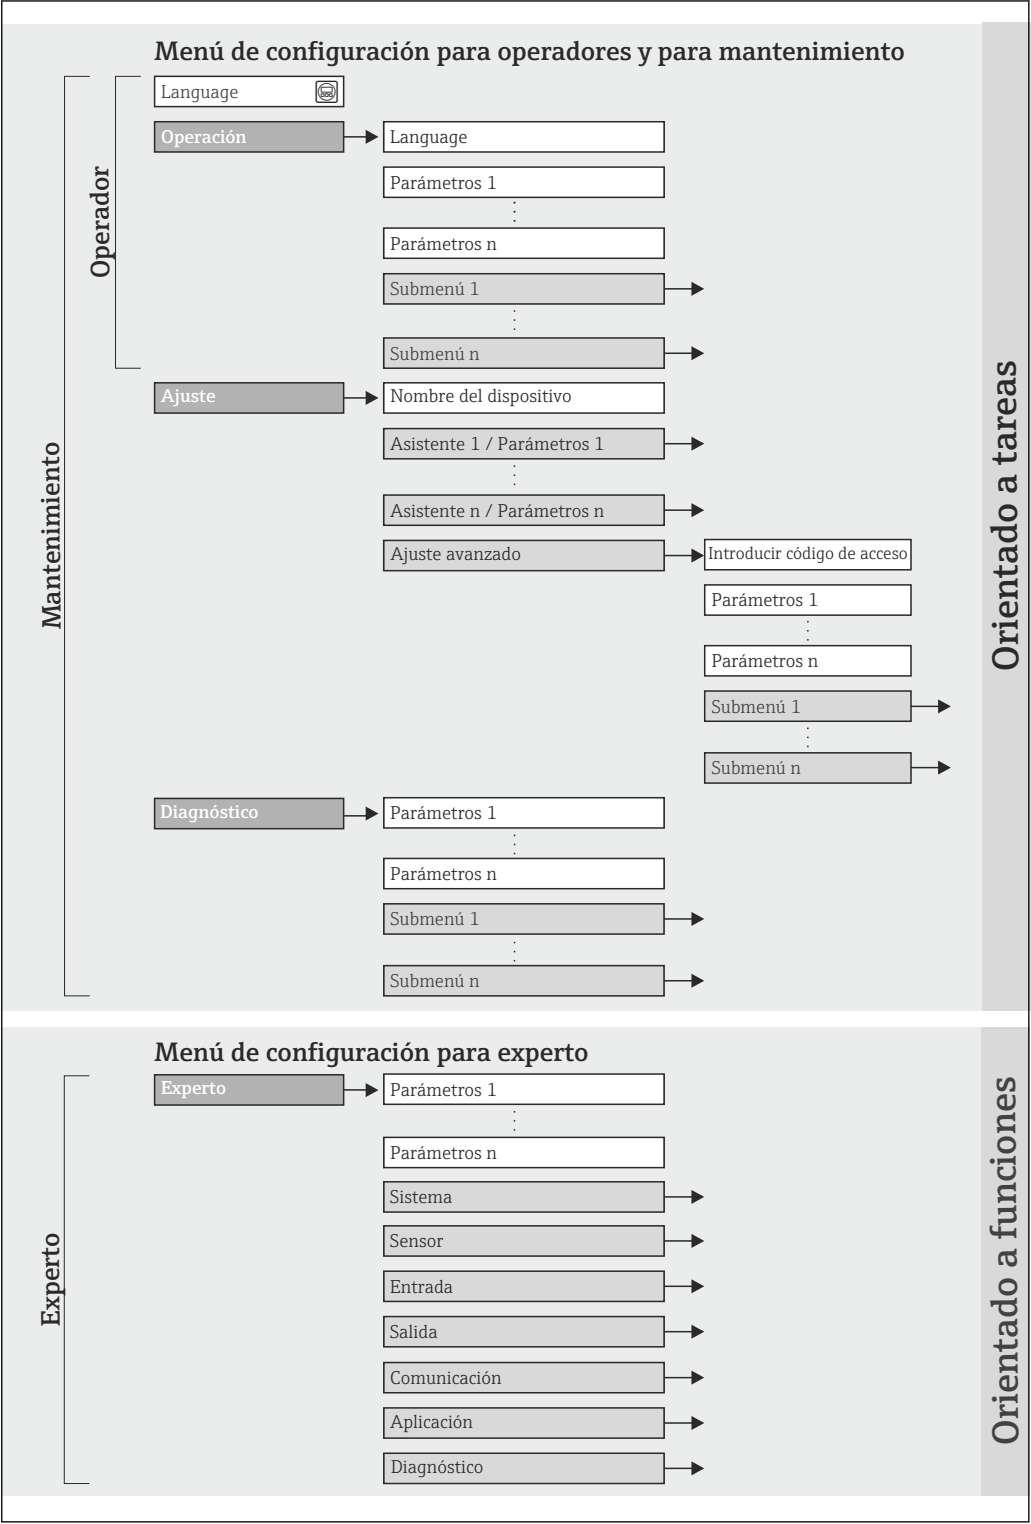 Menú de configuración para operadores y para mantenimiento
Language
Operación
Language
Parámetros 1
Parámetros n
Submenú 1
Submenú n
Operador
Ajuste
Nombre del dispositivo
Asistente 1 / Parámetros 1
Asistente n / Parámetros n
Ajuste avanzado
Introducir código de acceso
Parámetros 1
Parámetros n
Submenú 1
Submenú n
Mantenimiento
Diagnóstico
Parámetros 1
Parámetros n
Submenú 1
Submenú n
Orientado a tareas
Menú de configuración para experto
Experto
Parámetros 1
Parámetros n
Sistema
Sensor
Entrada
Salida
Comunicación
Aplicación
Diagnóstico
Experto
Orientado a funciones